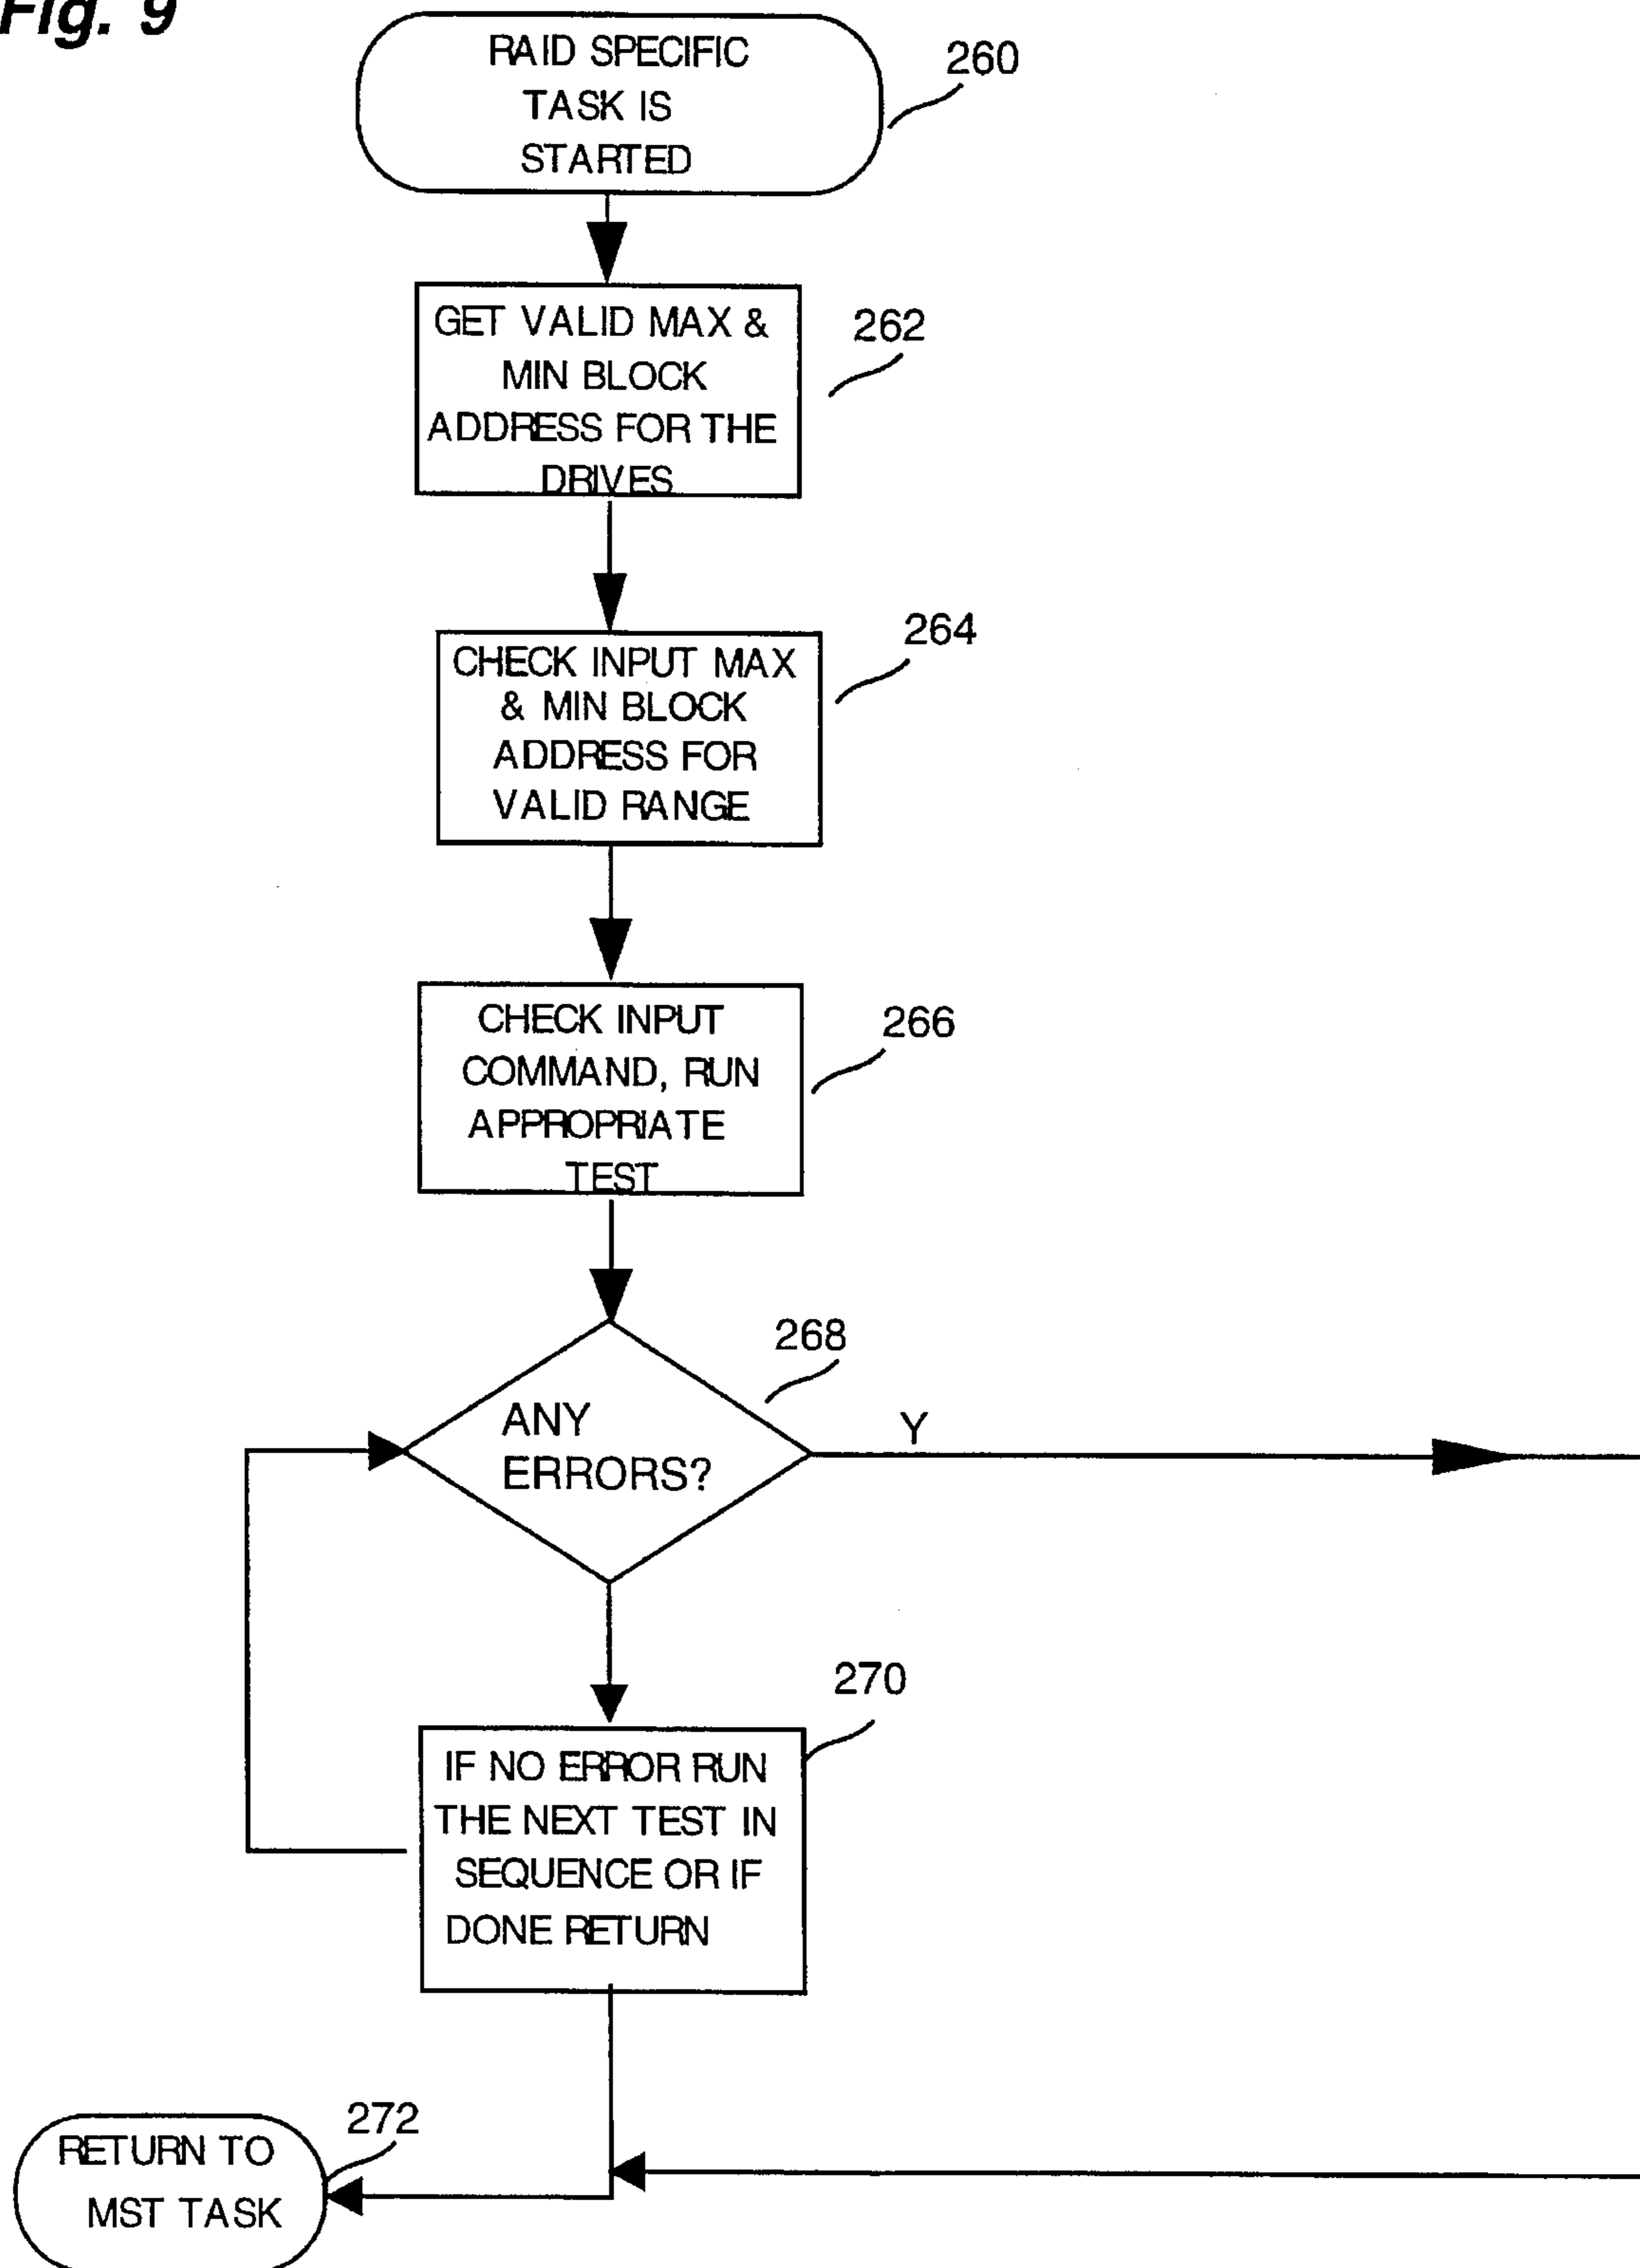 Fig. 9
RAID SPECIFIC
TASK IS
STARTED
260
GET VALID MAX &
MIN BLOCK
ADDRESS FOR THE
DRIVES
262
CHECK INPUT MAX
& MIN BLOCK
ADDRESS FOR
VALID RANGE
264
CHECK INPUT
COMMAND, RUN
APPROPRIATE
TEST
266
ANY
ERRORS?
268
Y
IF NO ERROR RUN
THE NEXT TEST IN
SEQUENCE OR IF
DONE RETURN
270
RETURN TO
MST TASK
272